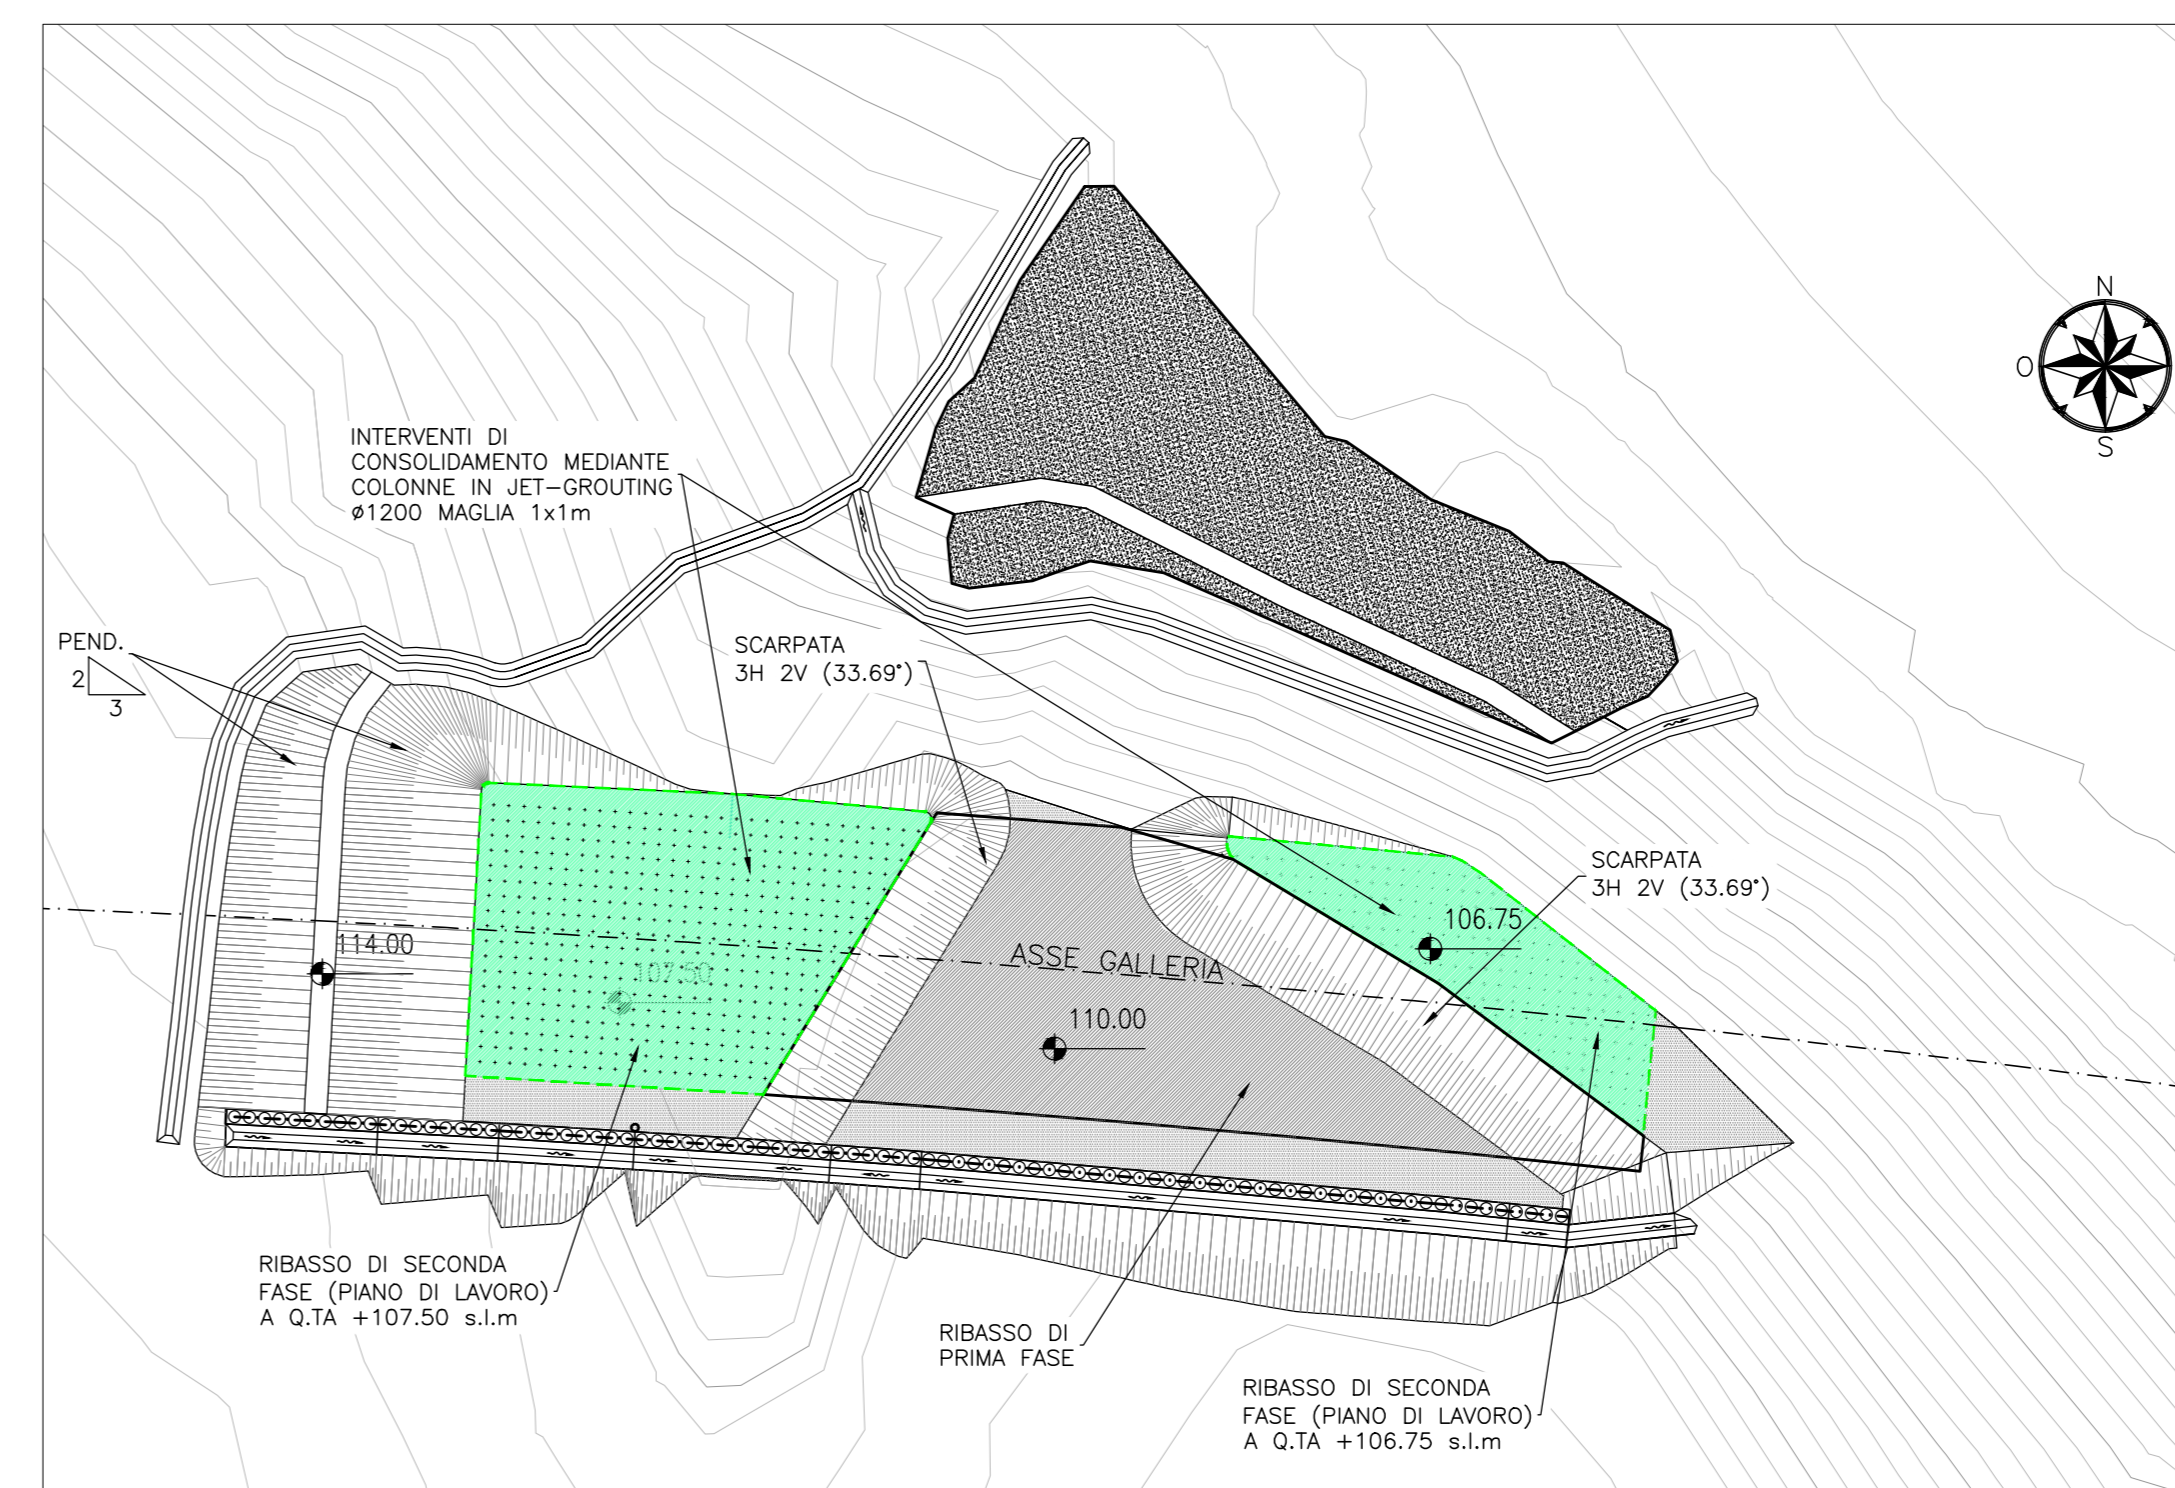 N
O
S
INTERVENTI DI
CONSOLIDAMENTO MEDIANTE
COLONNE IN JET-GROUTING
ø1200 MAGLIA 1x1m
PEND.
2
3
SCARPATA
3H 2V (33.69°)
SCARPATA
3H 2V (33.69°)
106.75
114.00
107.50
ASSE GALLERIA
110.00
RIBASSO DI SECONDA
FASE (PIANO DI LAVORO)
A Q.TA +107.50 s.l.m
RIBASSO DI
PRIMA FASE
RIBASSO DI SECONDA
FASE (PIANO DI LAVORO)
A Q.TA +106.75 s.l.m